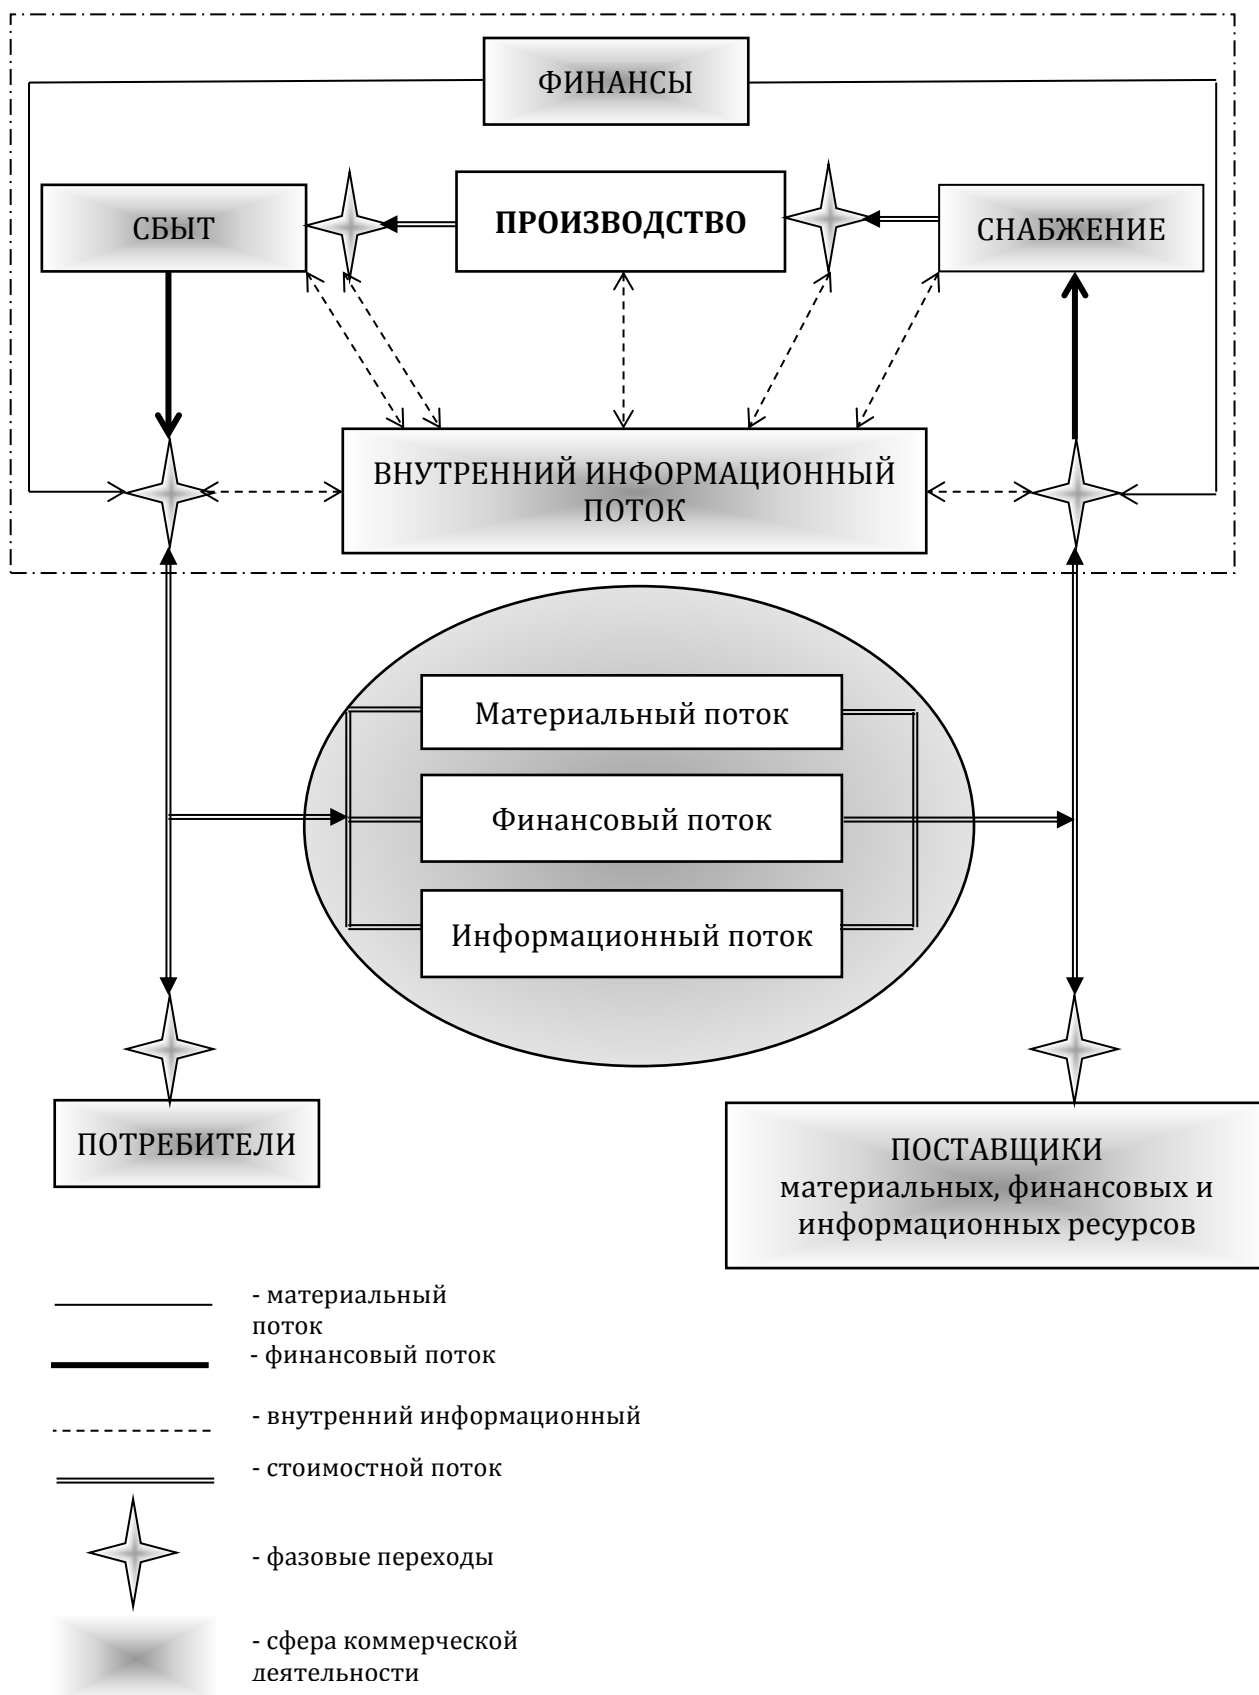 ФИНАНСЫ
СБЫТ
ПРОИЗВОДСТВО
СНАБЖЕНИЕ
ВНУТРЕННИЙ ИНФОРМАЦИОННЫЙ
ПОТОК
Материальный поток
Финансовый поток
Информационный поток
ПОТРЕБИТЕЛИ
ПОСТАВЩИКИ
материальных, финансовых и
информационных ресурсов
- материальный
поток
- финансовый поток
- внутренний информационный
- стоимостной поток
- фазовые переходы
- сфера коммерческой
деятельности